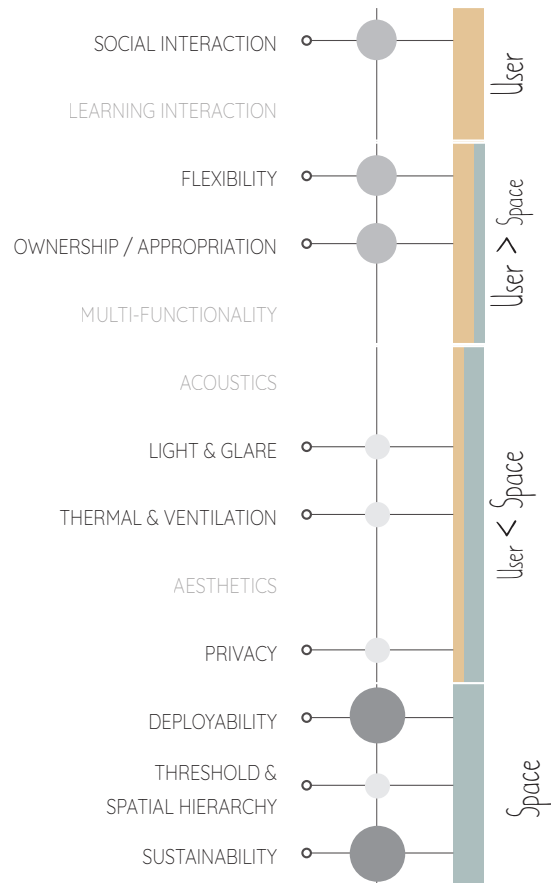 SOCIAL INTERACTION
LEARNING INTERACTION
User
FLEXIBILITY
OWNERSHIP / APPROPRIATION
MULTI-FUNCTIONALITY
User > Space
ACOUSTICS
LIGHT & GLARE
THERMAL & VENTILATION
AESTHETICS
PRIVACY
User < Space
DEPLOYABILITY
THRESHOLD &
SPATIAL HIERARCHY
SUSTAINABILITY
Space